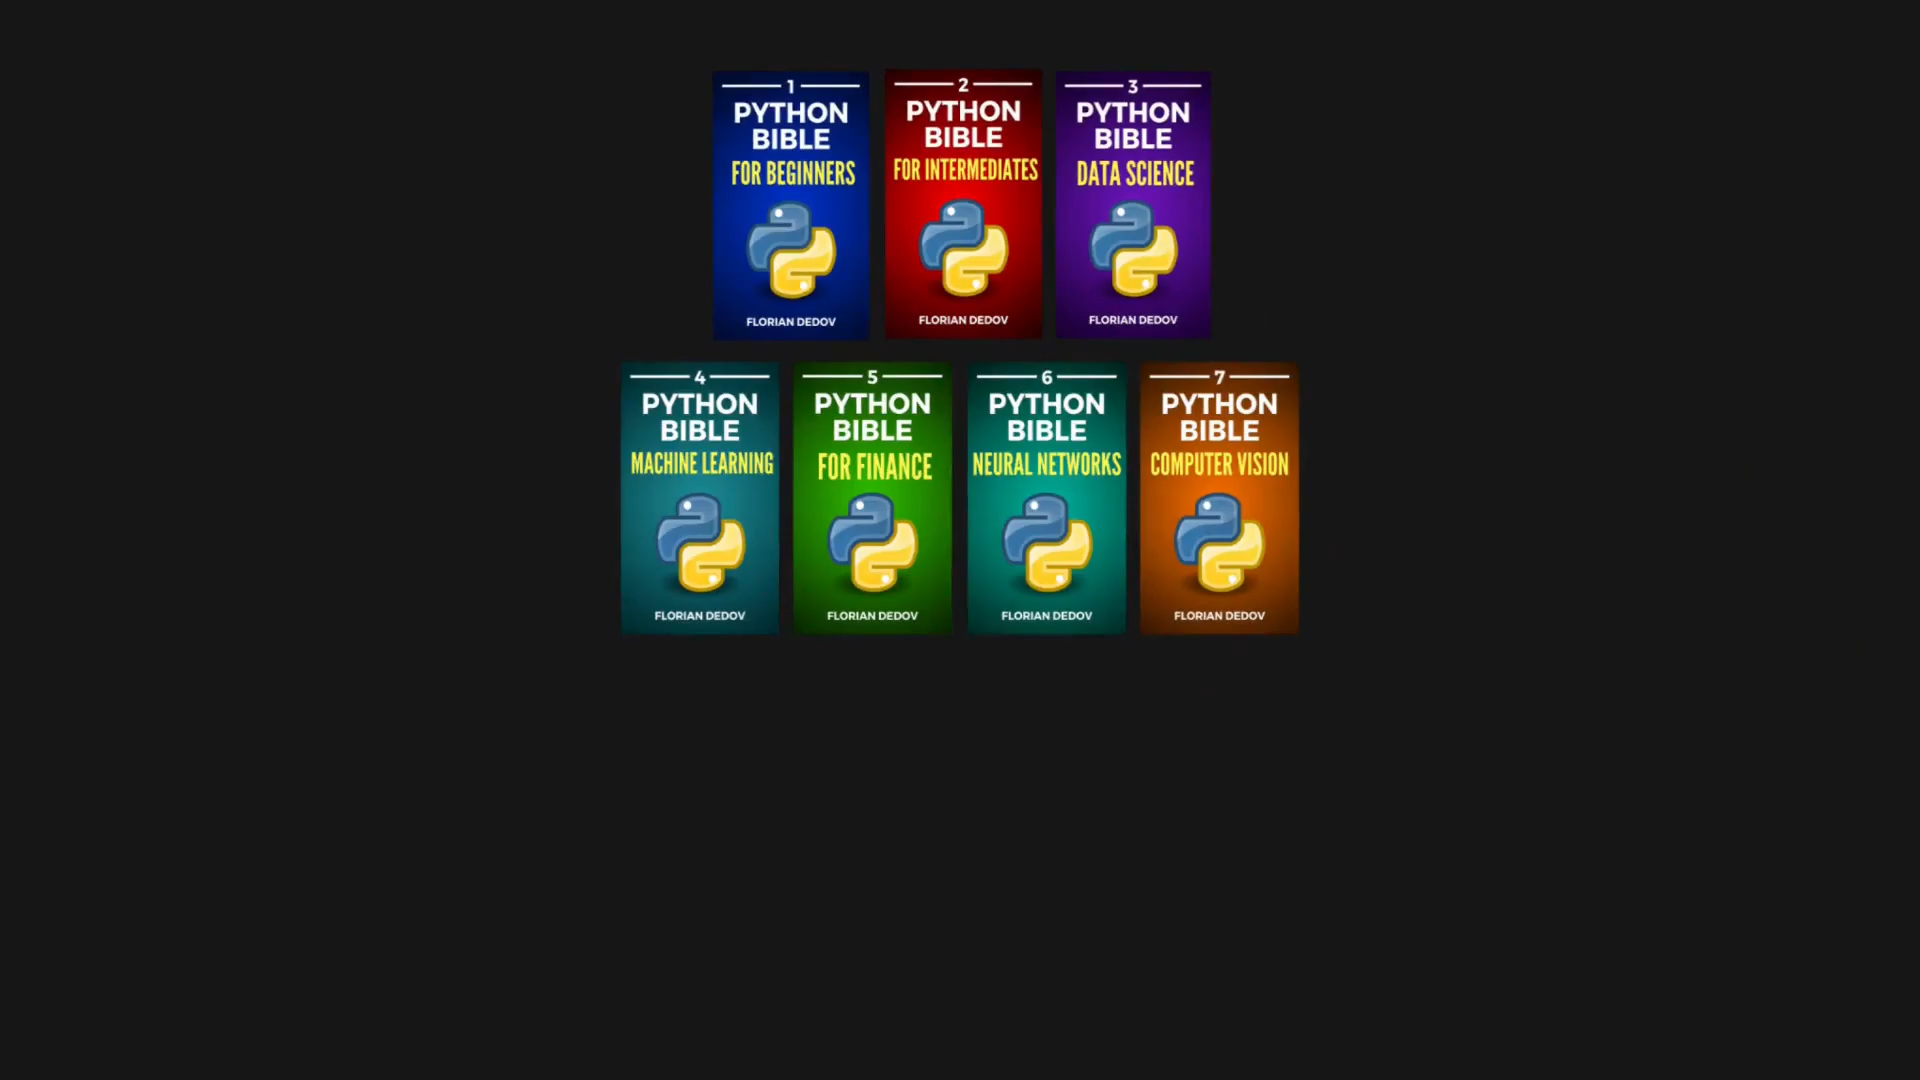 1
PYTHON
BIBLE
FOR BEGINNERS
FLORIAN DEDOV
2
PYTHON
BIBLE
FOR INTERMEDIATES
FLORIAN DEDOV
3
PYTHON
BIBLE
DATA SCIENCE
FLORIAN DEDOV
4
PYTHON
BIBLE
MACHINE LEARNING
FLORIAN DEDOV
5
PYTHON
BIBLE
FOR FINANCE
FLORIAN DEDOV
6
PYTHON
BIBLE
NEURAL NETWORKS
FLORIAN DEDOV
7
PYTHON
BIBLE
COMPUTER VISION
FLORIAN DEDOV